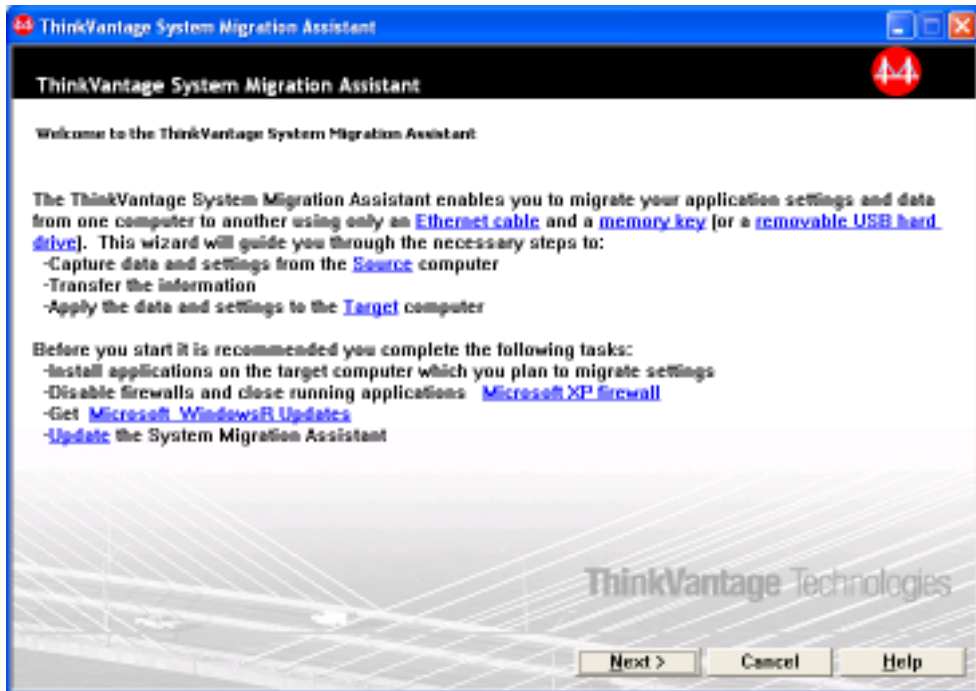 ThinkVantage System Migration Assistant
ThinkVantage System Migration Assistant
Welcome to the ThinkVantage System Migration Assistant
The ThinkVantage System Migration Assistant enables you to migrate your application settings and data
from one computer to another using only an Ethernet cable and a memory key (or a removable USB hard
drive). This wizard will guide you through the necessary steps to:
-Capture data and settings from the Source computer
-Transfer the information
-Apply the data and settings to the Target computer
Before you start it is recommended you complete the following tasks:
-Install applications on the target computer which you plan to migrate settings
-Disable firewalls and close running applications Microsoft XP firewall
-Get Microsoft WindowsR Updates
-Update the System Migration Assistant
ThinkVantage Technologies
Next > Cancel Help